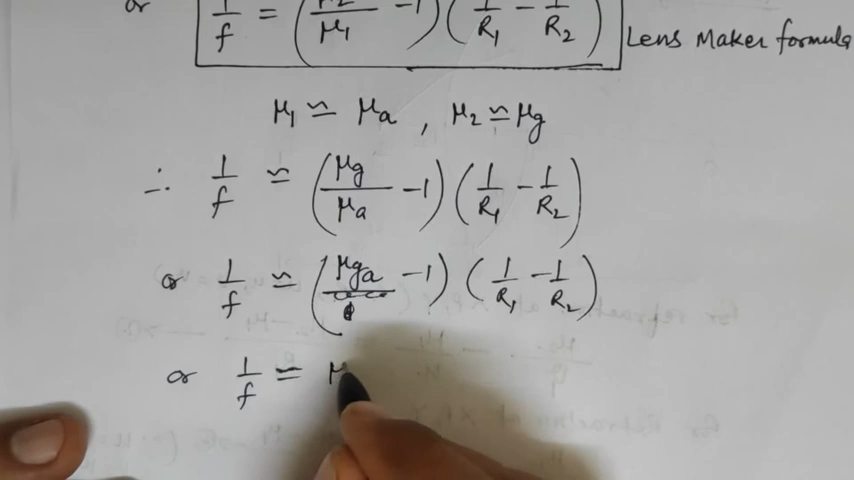 or 1/f = (μ2/μ1 - 1)(1/R1 - 1/R2) Lens Maker formula
μ1 ≃ μa , μ2 ≃ μg
∴ 1/f ≃ (μg/μa - 1)(1/R1 - 1/R2)
or 1/f ≃ (μga - 1)(1/R1 - 1/R2)
or 1/f = μ